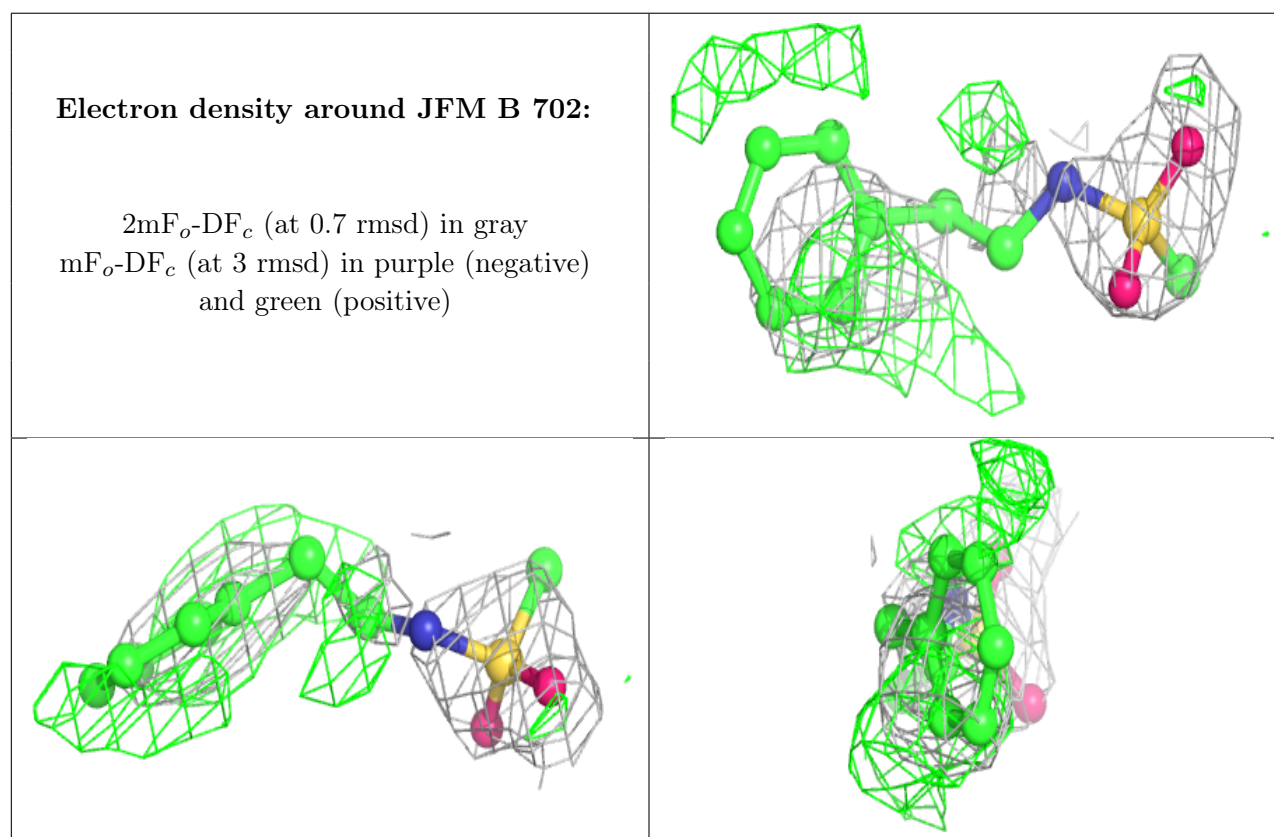 Electron density around JFM B 702:
2mFo-DFc (at 0.7 rmsd) in gray
mFo-DFc (at 3 rmsd) in purple (negative)
and green (positive)